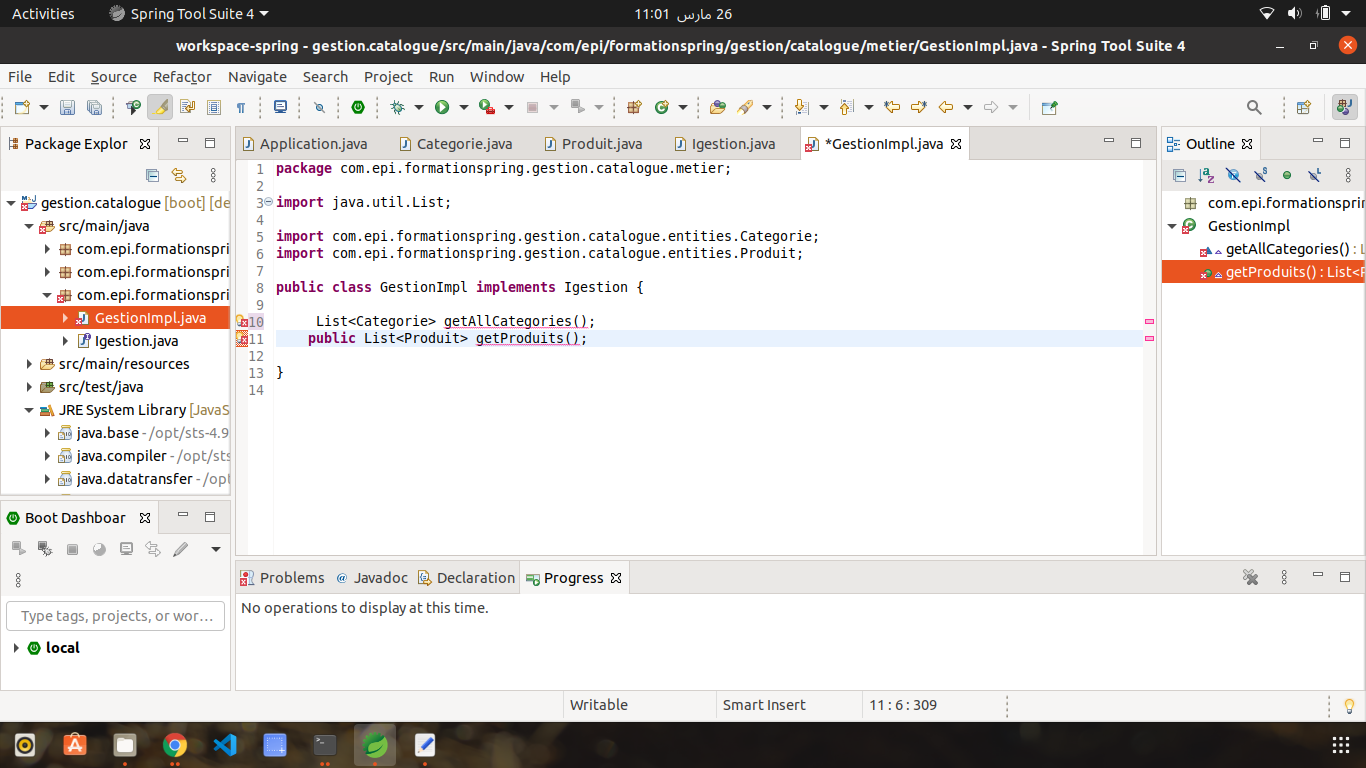 Activities Spring Tool Suite 4 11:01 مارس 26
workspace-spring - gestion.catalogue/src/main/java/com/epi/formationspring/gestion/catalogue/metier/GestionImpl.java - Spring Tool Suite 4
File Edit Source Refactor Navigate Search Project Run Window Help
Package Explor
gestion.catalogue [boot] [de
src/main/java
com.epi.formationspri
com.epi.formationspri
com.epi.formationspri
GestionImpl.java
Igestion.java
src/main/resources
src/test/java
JRE System Library [JavaS
java.base - /opt/sts-4.9
java.compiler - /opt/sts
java.datatransfer - /opt
Boot Dashboar
Type tags, projects, or wor...
local
Application.java Categorie.java Produit.java Igestion.java *GestionImpl.java
1 package com.epi.formationspring.gestion.catalogue.metier;
2
3 import java.util.List;
4
5 import com.epi.formationspring.gestion.catalogue.entities.Categorie;
6 import com.epi.formationspring.gestion.catalogue.entities.Produit;
7
8 public class GestionImpl implements Igestion {
9
10 List<Categorie> getAllCategories();
11 public List<Produit> getProduits();
12
13 }
14
Problems @ Javadoc Declaration Progress
No operations to display at this time.
Outline
com.epi.formationsprin
GestionImpl
getAllCategories() : L
getProduits() : List<P
Writable Smart Insert 11 : 6 : 309